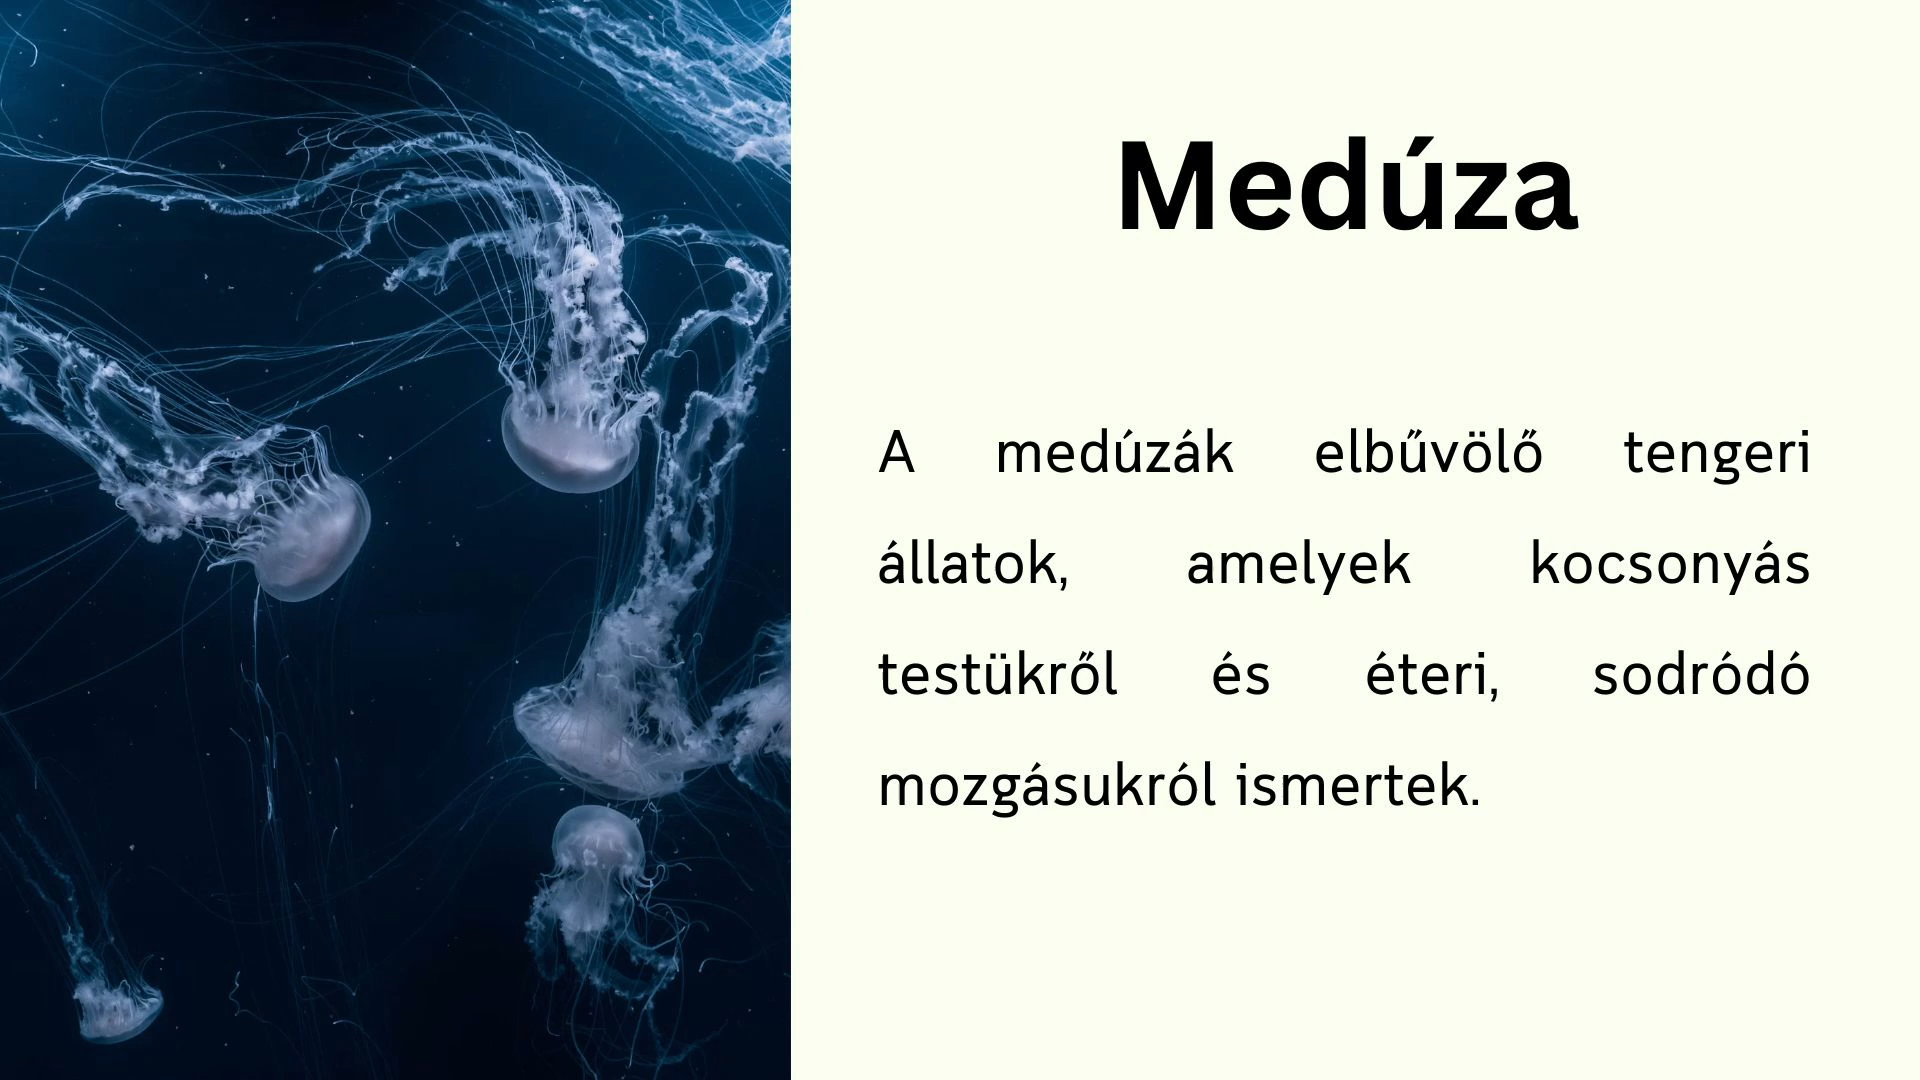 Medúza
A medúzák elbűvölő tengeri
állatok, amelyek kocsonyás
testükről és éteri, sodródó
mozgásukról ismertek.